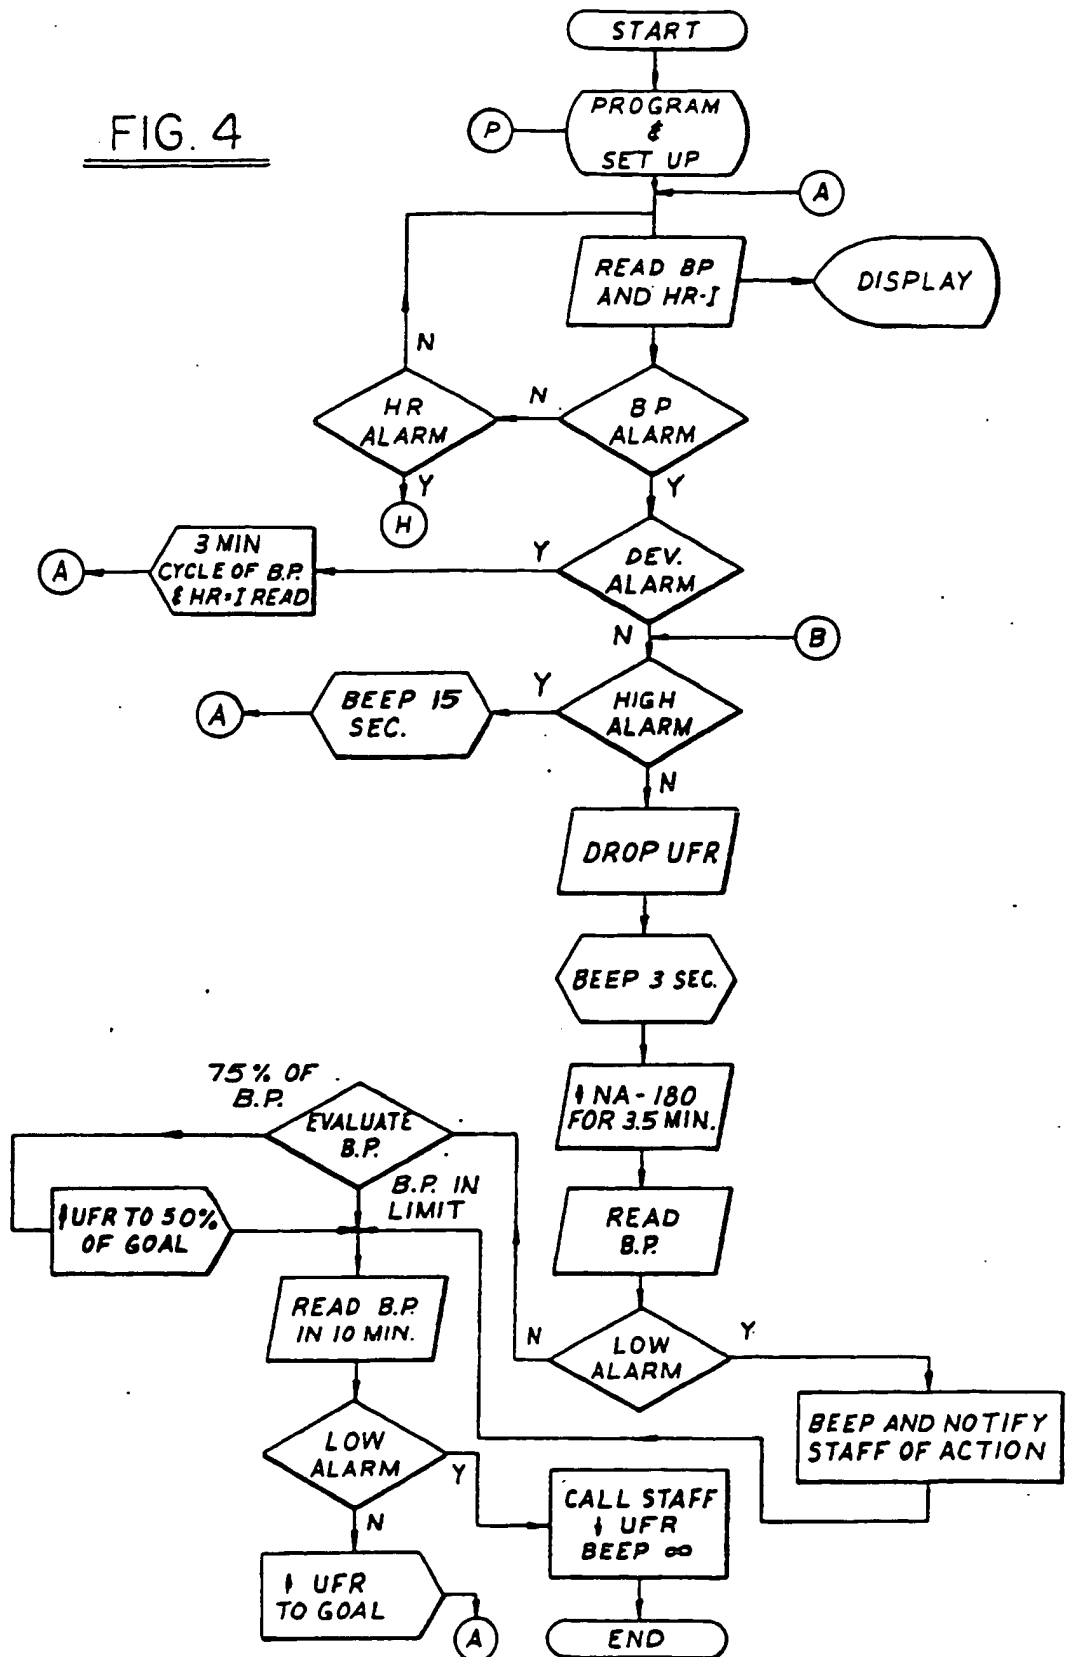 START
FIG. 4
P
PROGRAM
&
SET UP
A
READ BP
AND HR-I
DISPLAY
N
HR
ALARM
N
BP
ALARM
Y
H
Y
A
3 MIN
CYCLE OF B.P.
& HR=I READ
Y
DEV.
ALARM
N
B
A
BEEP 15
SEC.
Y
HIGH
ALARM
N
DROP UFR
BEEP 3 SEC.
75% OF
B.P.
EVALUATE
B.P.
NA-180
FOR 3.5 MIN.
B.P. IN
LIMIT
UFR TO 50%
OF GOAL
READ
B.P.
READ B.P.
IN 10 MIN.
N
LOW
ALARM
Y
BEEP AND NOTIFY
STAFF OF ACTION
LOW
ALARM
Y
N
CALL STAFF
↓ UFR
BEEP ∞
UFR
TO GOAL
A
END